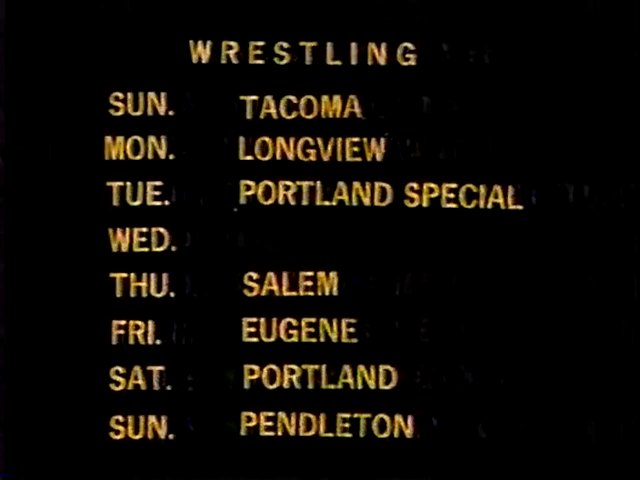 WRESTLING
SUN. TACOMA
MON. LONGVIEW
TUE. PORTLAND SPECIAL
WED.
THU. SALEM
FRI. EUGENE
SAT. PORTLAND
SUN. PENDLETON